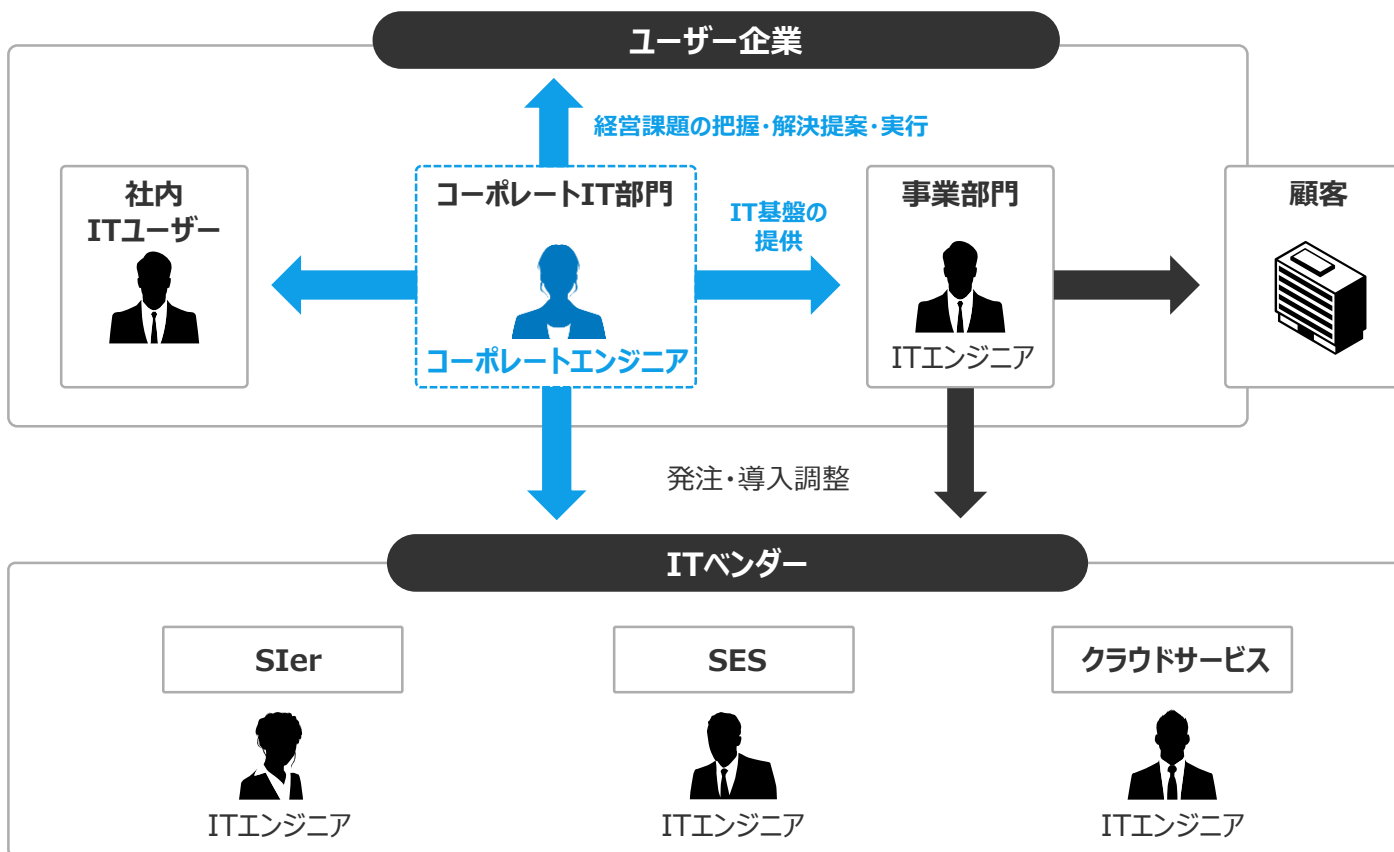 ユーザー企業
経営課題の把握・解決提案・実行
社内
ITユーザー
コーポレートIT部門
コーポレートエンジニア
IT基盤の
提供
事業部門
ITエンジニア
顧客
発注・導入調整
ITベンダー
SIer
ITエンジニア
SES
ITエンジニア
クラウドサービス
ITエンジニア